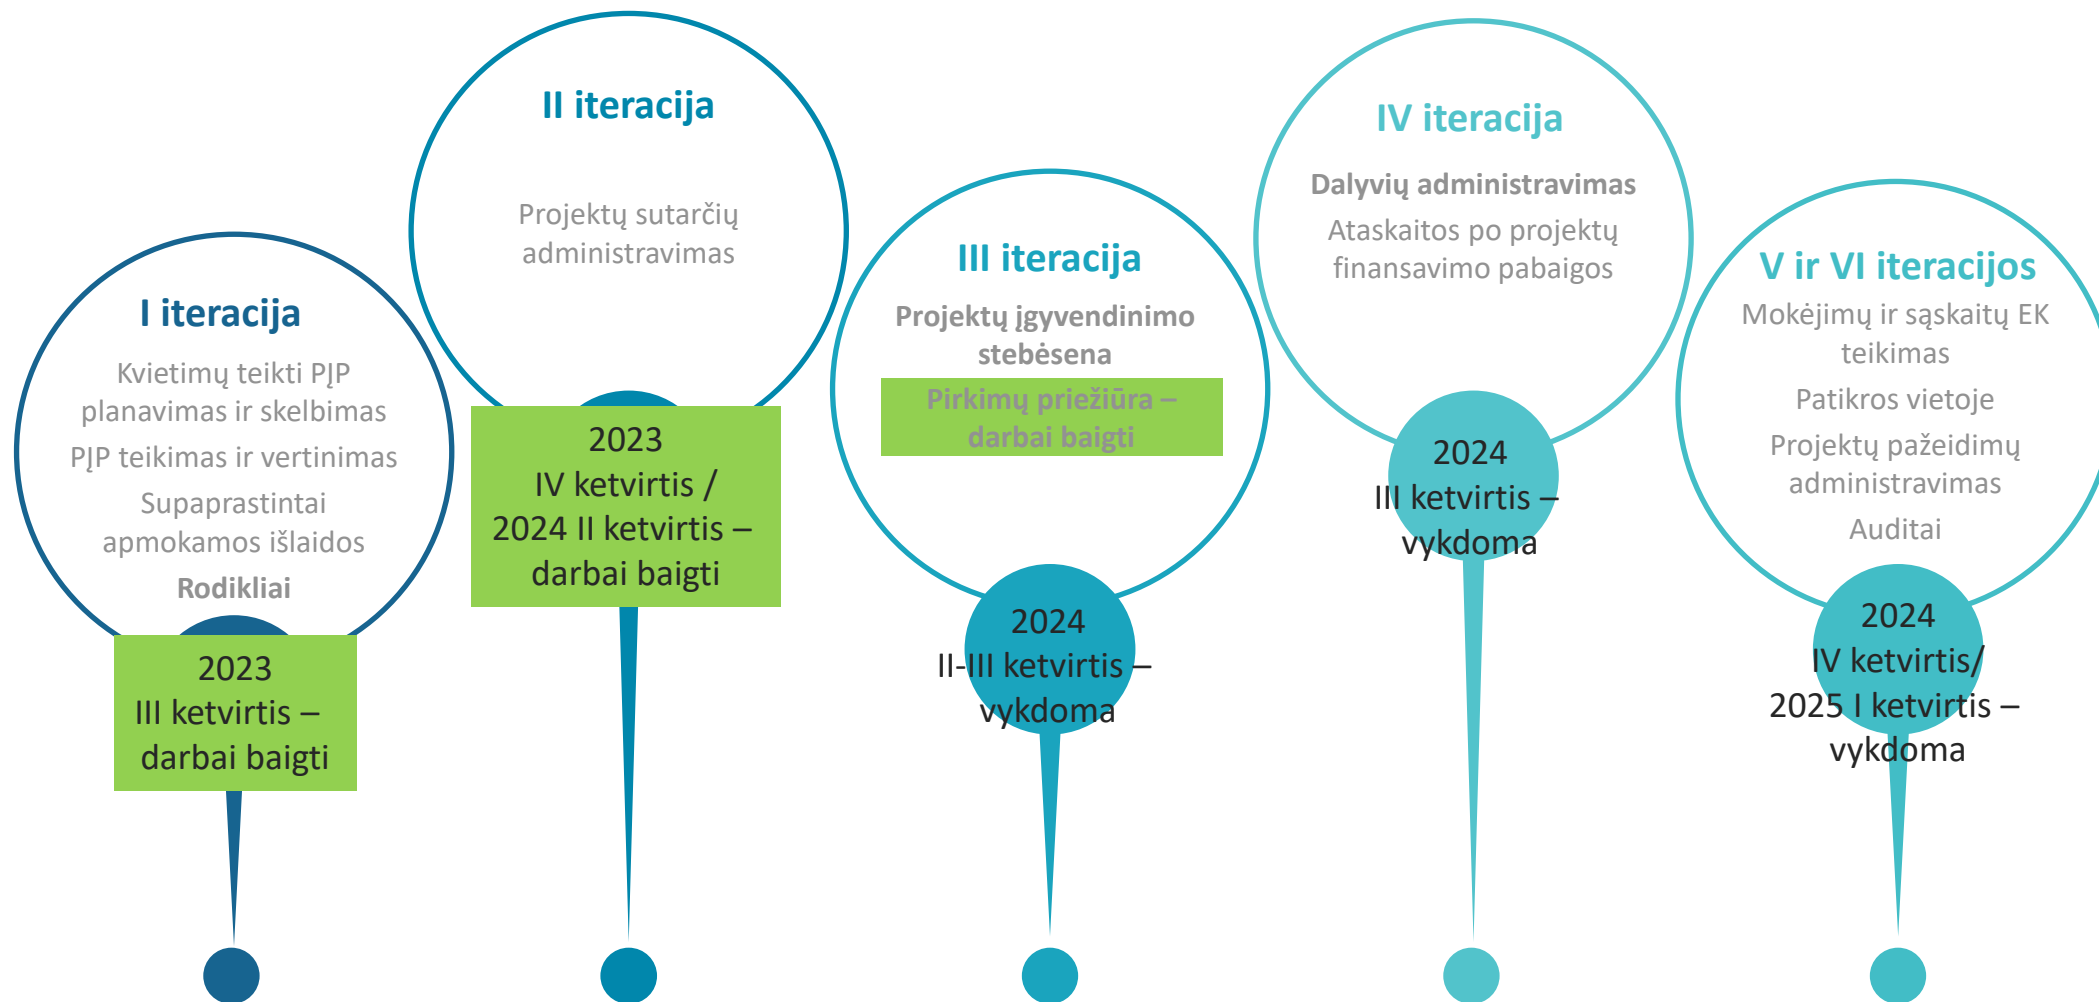 I iteracija
Kvietimų teikti PĮP
planavimas ir skelbimas
PĮP teikimas ir vertinimas
Supaprastintai
apmokamos išlaidos
Rodikliai
2023
III ketvirtis –
darbai baigti
II iteracija
Projektų sutarčių
administravimas
2023
IV ketvirtis /
2024 II ketvirtis –
darbai baigti
III iteracija
Projektų įgyvendinimo
stebėsena
Pirkimų priežiūra –
darbai baigti
2024
II-III ketvirtis –
vykdoma
IV iteracija
Dalyvių administravimas
Ataskaitos po projektų
finansavimo pabaigos
2024
III ketvirtis –
vykdoma
V ir VI iteracijos
Mokėjimų ir sąskaitų EK
teikimas
Patikros vietoje
Projektų pažeidimų
administravimas
Auditai
2024
IV ketvirtis/
2025 I ketvirtis –
vykdoma